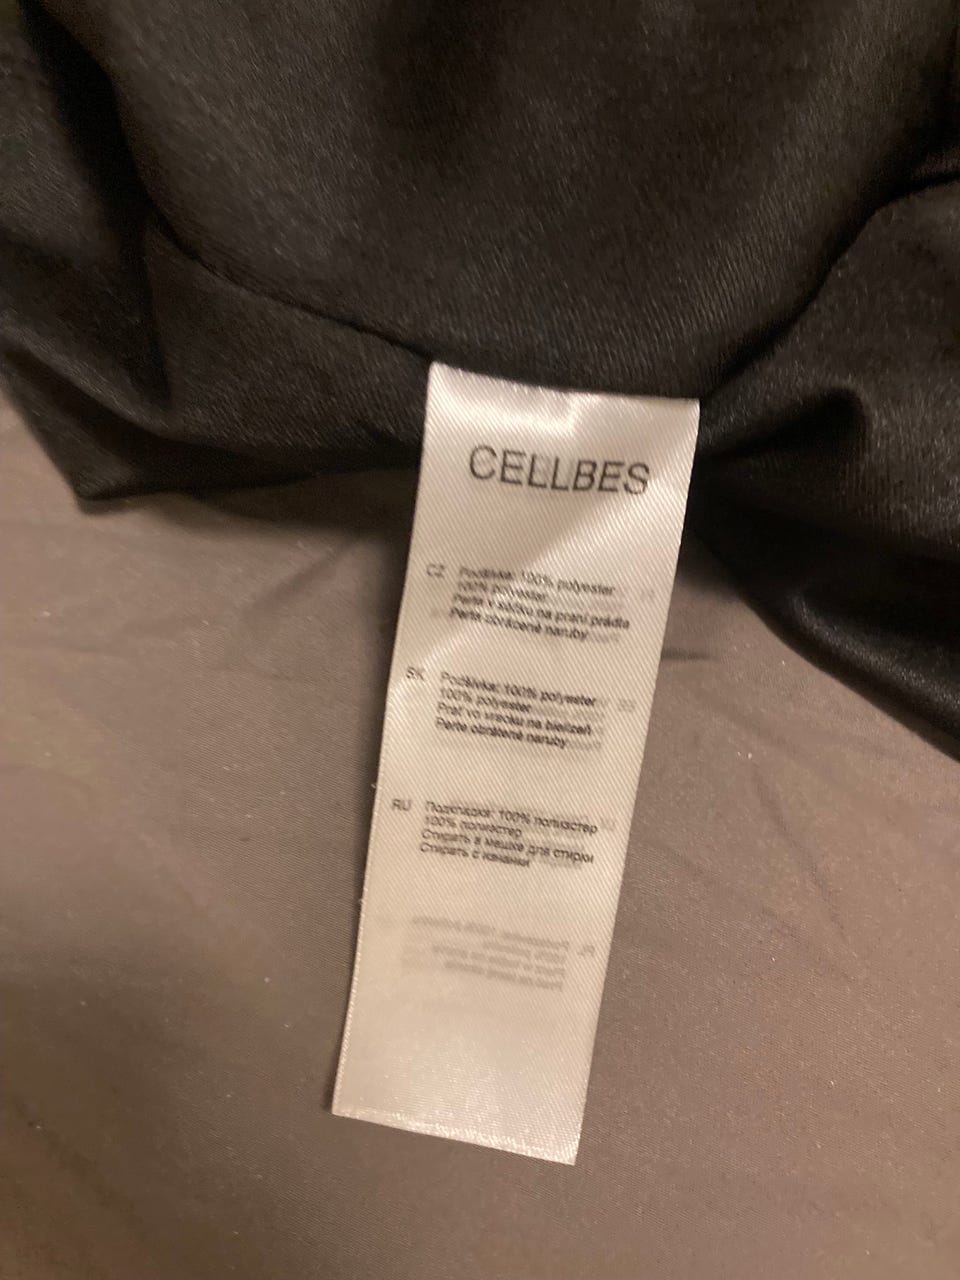 CELLBES
CZ Podšívka: 100% polyester
100% polyester
Perte v sáčku na praní prádla
Perte obrácené naruby
SK Podšívka: 100% polyester
100% polyester
Prať vo vrecku na bielizeň
Perte obrátené naruby
RU Подкладка: 100% полиэстер
100% полиэстер
Стирать в мешке для стирки
Стирать с изнанки